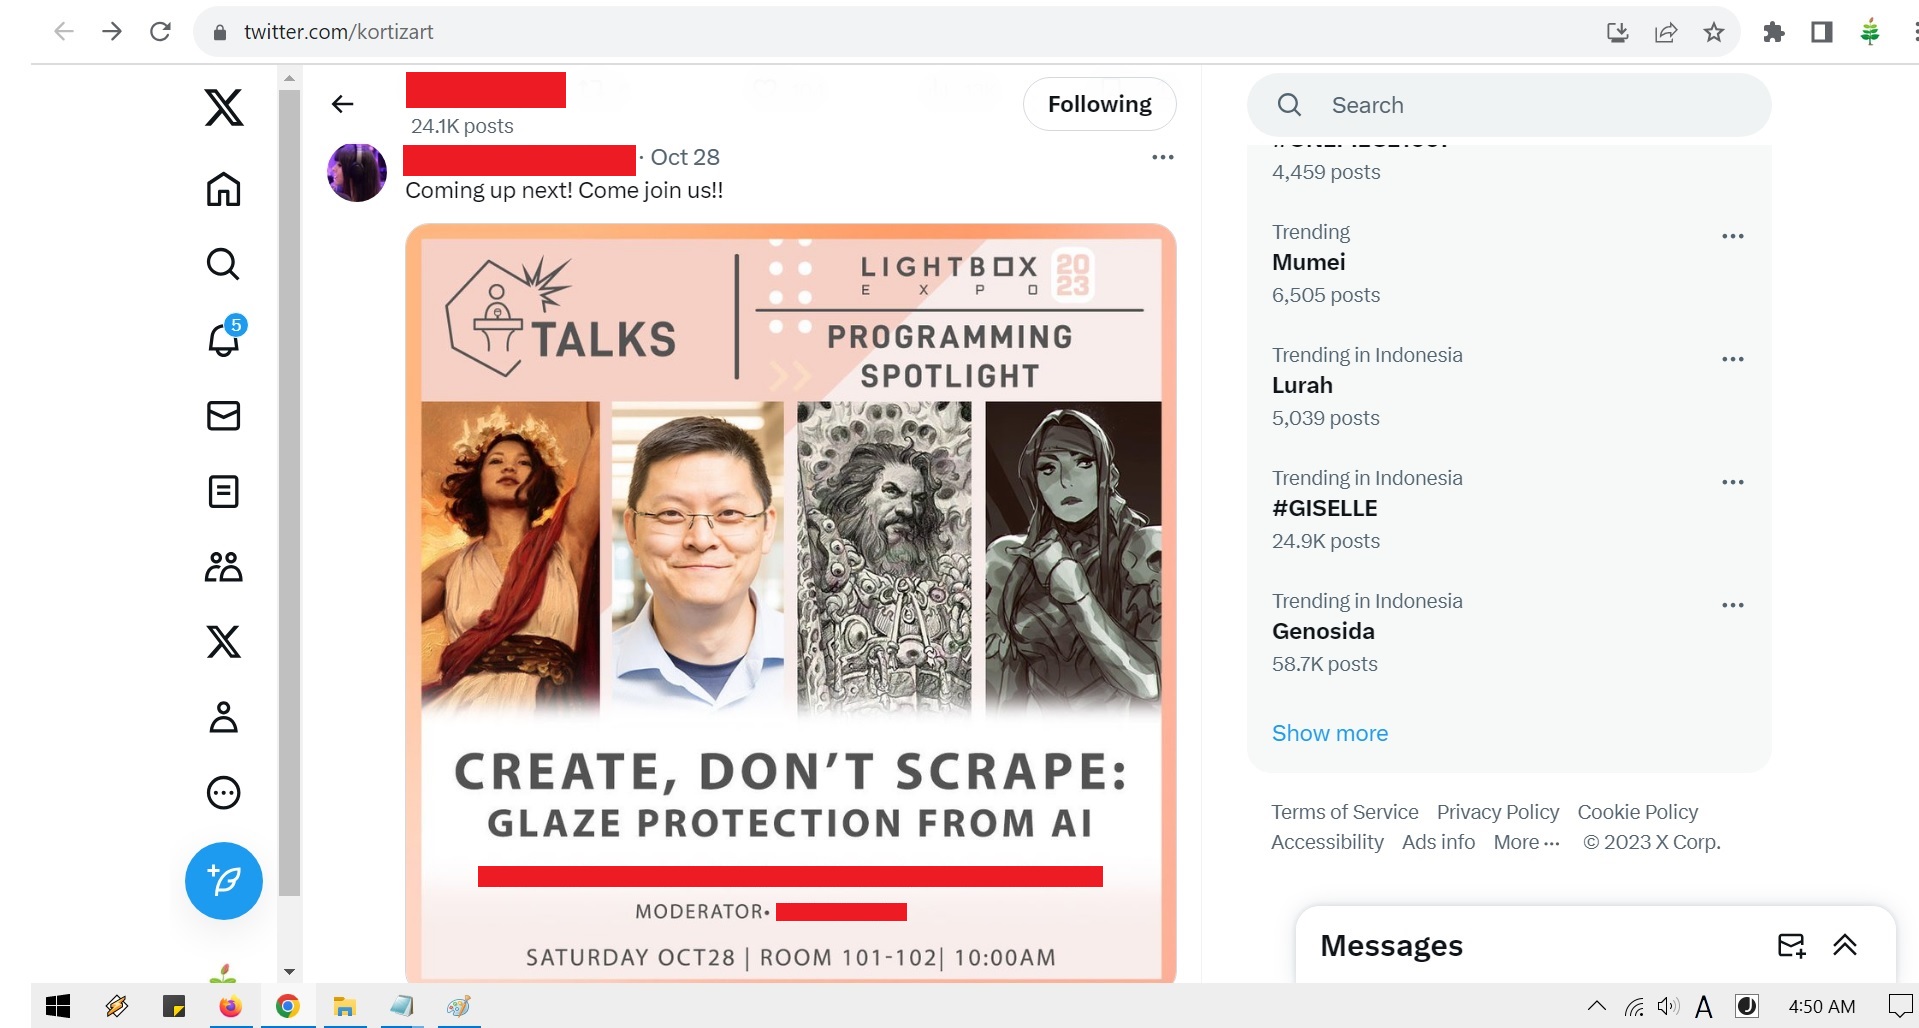 twitter.com/kortizart
24.1K posts
Following
Search
4,459 posts
· Oct 28
Coming up next! Come join us!!
5
TALKS
LIGHTBOX
EXPO
2023
PROGRAMMING
SPOTLIGHT
CREATE, DON'T SCRAPE:
GLAZE PROTECTION FROM AI
MODERATOR•
SATURDAY OCT28 | ROOM 101-102| 10:00AM
Trending
Mumei
6,505 posts
Trending in Indonesia
Lurah
5,039 posts
Trending in Indonesia
#GISELLE
24.9K posts
Trending in Indonesia
Genosida
58.7K posts
Show more
Terms of Service Privacy Policy Cookie Policy
Accessibility Ads info More ··· © 2023 X Corp.
Messages
A
4:50 AM